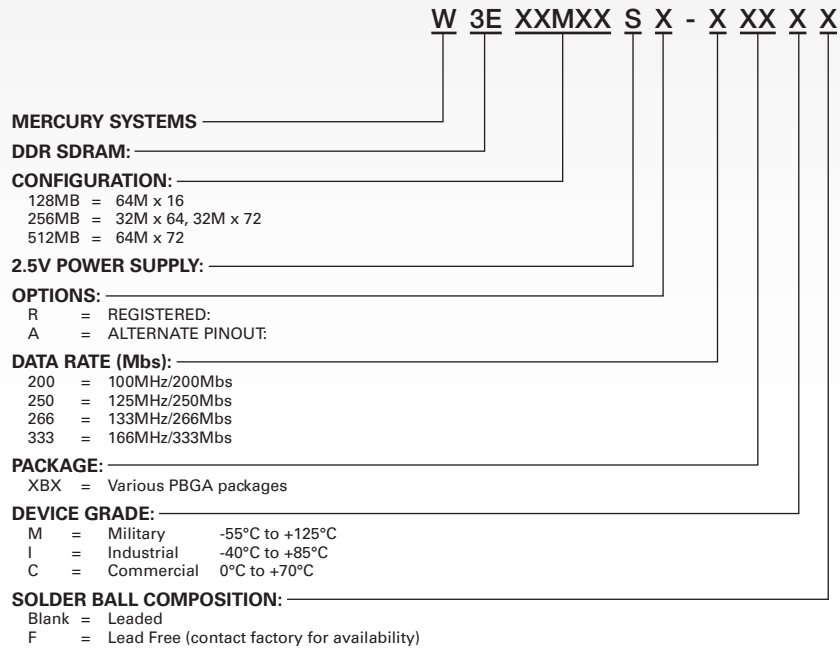 W 3E XXMXX S X - X XX X X
MERCURY SYSTEMS
DDR SDRAM:
CONFIGURATION:
128MB = 64M x 16
256MB = 32M x 64, 32M x 72
512MB = 64M x 72
2.5V POWER SUPPLY:
OPTIONS:
R = REGISTERED:
A = ALTERNATE PINOUT:
DATA RATE (Mbs):
200 = 100MHz/200Mbs
250 = 125MHz/250Mbs
266 = 133MHz/266Mbs
333 = 166MHz/333Mbs
PACKAGE:
XBX = Various PBGA packages
DEVICE GRADE:
M = Military -55°C to +125°C
I = Industrial -40°C to +85°C
C = Commercial 0°C to +70°C
SOLDER BALL COMPOSITION:
Blank = Leaded
F = Lead Free (contact factory for availability)